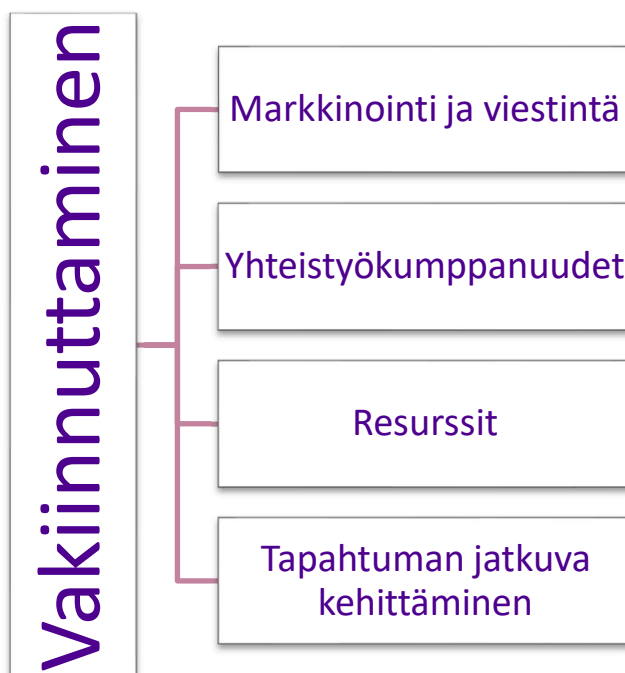 Vakiinnuttaminen
Markkinointi ja viestintä
Yhteistyökumppanuudet
Resurssit
Tapahtuman jatkuva
kehittäminen